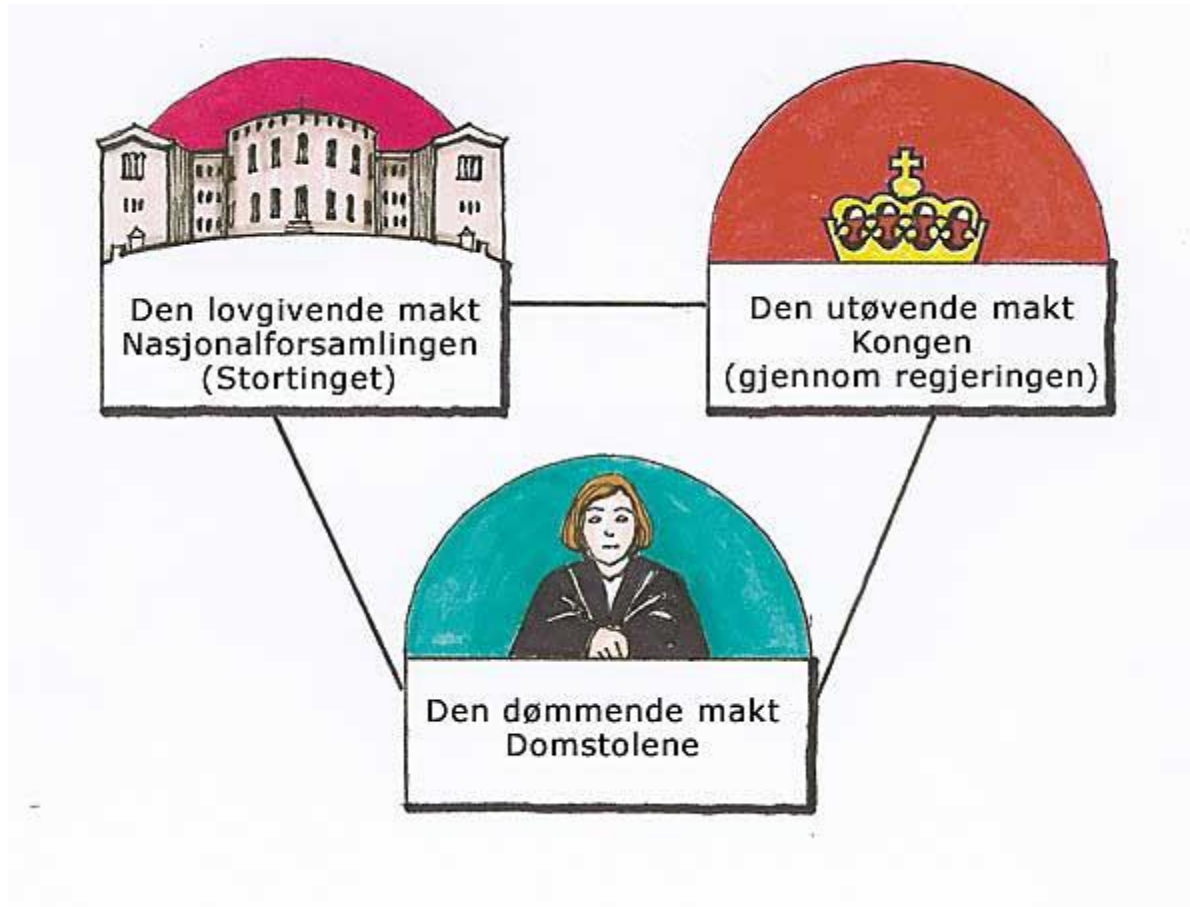 Den lovgivende makt
Nasjonalforsamlingen
(Stortinget)
Den utøvende makt
Kongen
(gjennom regjeringen)
Den dømmende makt
Domstolene